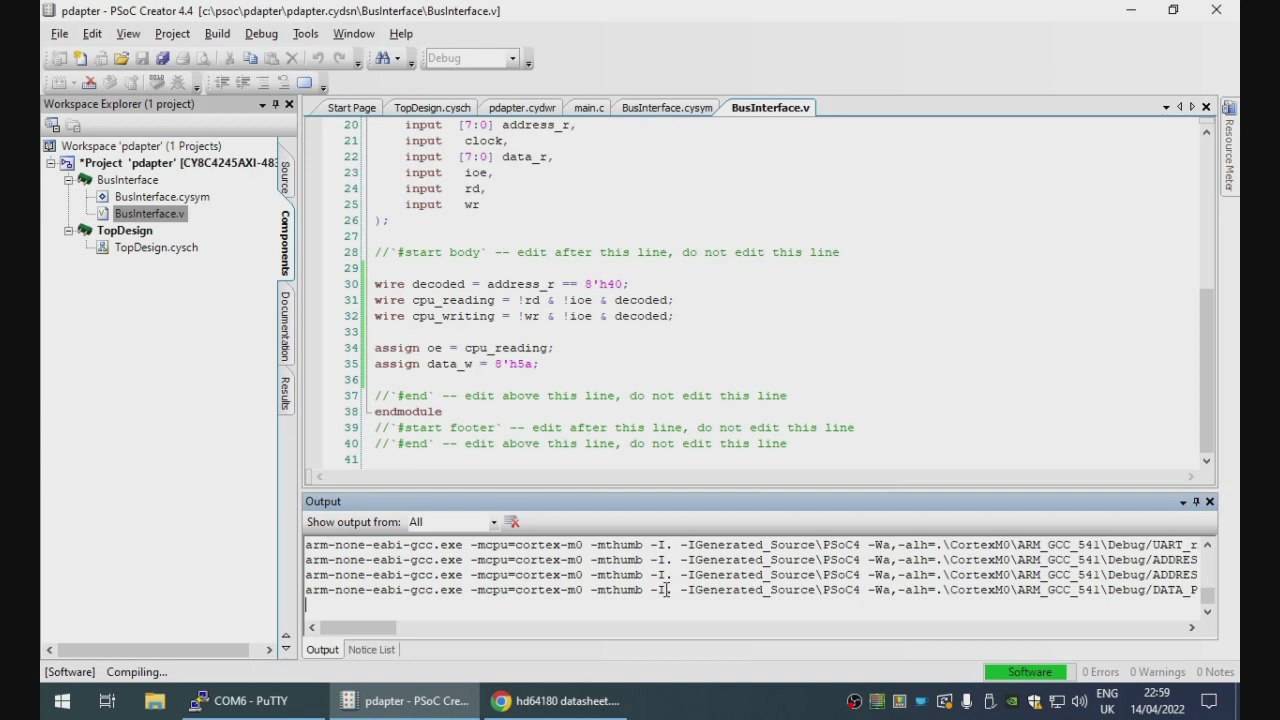 pdapter - PSoC Creator 4.4 [c:\psoc\pdapter\pdapter.cydsn\BusInterface\BusInterface.v]
File Edit View Project Build Debug Tools Window Help
Debug
Workspace Explorer (1 project)
Start Page TopDesign.cysch pdapter.cydwr main.c BusInterface.cysym BusInterface.v
Workspace 'pdapter' (1 Projects)
*Project 'pdapter' [CY8C4245AXI-483
BusInterface
BusInterface.cysym
BusInterface.v
TopDesign
TopDesign.cysch
Source
Components
Documentation
Results
Resource Meter
20 input [7:0] address_r,
21 input clock,
22 input [7:0] data_r,
23 input ioe,
24 input rd,
25 input wr
26 );
27
28 //`#start body` -- edit after this line, do not edit this line
29
30 wire decoded = address_r == 8'h40;
31 wire cpu_reading = !rd & !ioe & decoded;
32 wire cpu_writing = !wr & !ioe & decoded;
33
34 assign oe = cpu_reading;
35 assign data_w = 8'h5a;
36
37 //`#end` -- edit above this line, do not edit this line
38 endmodule
39 //`#start footer` -- edit after this line, do not edit this line
40 //`#end` -- edit above this line, do not edit this line
41
Output
Show output from: All
arm-none-eabi-gcc.exe -mcpu=cortex-m0 -mthumb -I. -IGenerated_Source\PSoC4 -Wa,-alh=.\CortexM0\ARM_GCC_541\Debug/UART_r
arm-none-eabi-gcc.exe -mcpu=cortex-m0 -mthumb -I. -IGenerated_Source\PSoC4 -Wa,-alh=.\CortexM0\ARM_GCC_541\Debug/ADDRES
arm-none-eabi-gcc.exe -mcpu=cortex-m0 -mthumb -I. -IGenerated_Source\PSoC4 -Wa,-alh=.\CortexM0\ARM_GCC_541\Debug/ADDRES
arm-none-eabi-gcc.exe -mcpu=cortex-m0 -mthumb -I. -IGenerated_Source\PSoC4 -Wa,-alh=.\CortexM0\ARM_GCC_541\Debug/DATA_P
Output Notice List
[Software] Compiling... Software 0 Errors 0 Warnings 0 Notes
COM6 - PuTTY pdapter - PSoC Cre... hd64180 datasheet.... ENG UK 22:59 14/04/2022